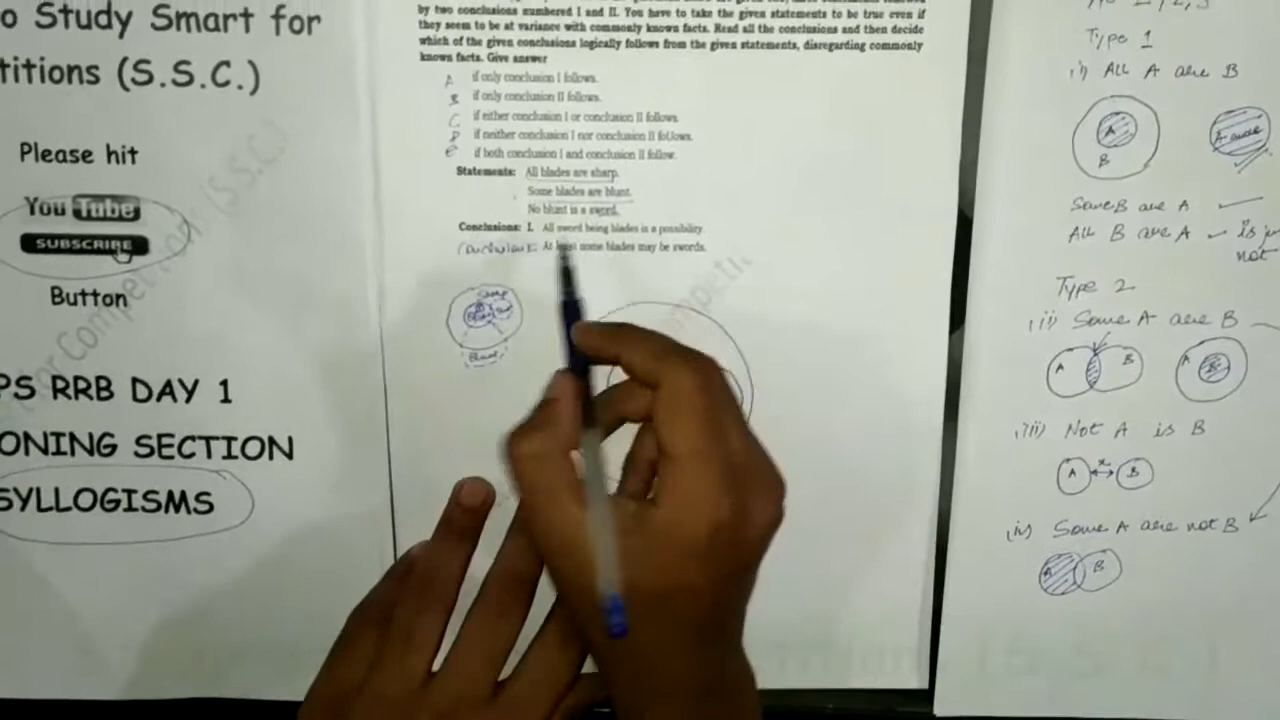 o Study Smart for
titions (S.S.C.)
Please hit
You Tube
SUBSCRIBE
Button
PS RRB DAY 1
ONING SECTION
SYLLOGISMS
by two conclusions numbered I and II. You have to take the given statements to be true even if
they seem to be at variance with commonly known facts. Read all the conclusions and then decide
which of the given conclusions logically follows from the given statements, disregarding commonly
known facts. Give answer
A if only conclusion I follows.
B if only conclusion II follows.
C if either conclusion I or conclusion II follows.
D if neither conclusion I nor conclusion II foUows.
e if both conclusion I and conclusion II follow.
Statements: All blades are sharp.
Some blades are blunt.
No blunt is a sword.
Conclusions: I. All sword being blades is a possibility.
At least some blades may be swords.
Type 1
i) All A are B
A
B
Some B are A
All B are A is
not
Type 2
(ii) Some A are B
A B A B
(iii) Not A is B
A x B
(iv) Some A are not B
A B